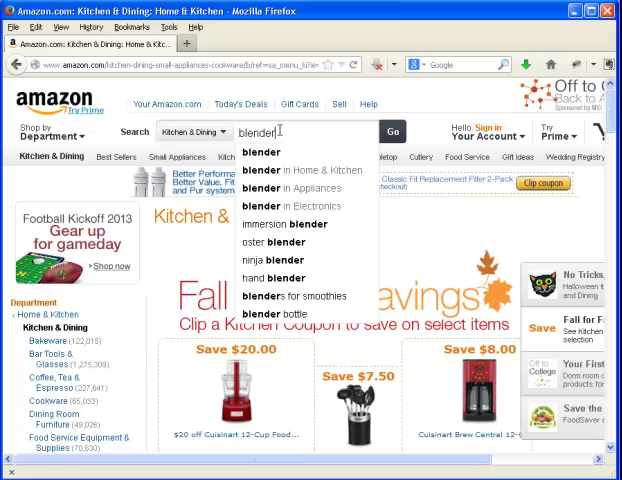 Amazon.com: Kitchen & Dining: Home & Kitchen - Mozilla Firefox
File Edit View History Bookmarks Tools Help
Amazon.com: Kitchen & Dining: Home & Kitc...
www.amazon.com/kitchen-dining-small-appliances-cookware/b/ref=sa_menu_ki?ie=
Google
amazon
Try Prime
Your Amazon.com Today's Deals Gift Cards Sell Help
Off to C
Back to A
Sponsored by MIO
Shop by
Department
Search Kitchen & Dining blender Go
Hello. Sign in
Your Account
Try
Prime
Kitchen & Dining Best Sellers Small Appliances Kitch
letop Cutlery Food Service Gift Ideas Wedding Registry
blender
blender in Home & Kitchen
blender in Appliances
blender in Electronics
immersion blender
oster blender
ninja blender
hand blender
blenders for smoothies
blender bottle
Better Performa
Better Value.
and Pur system
Classic Fit Replacement Filter 2-Pack
checkout)
Clip coupon
Football Kickoff 2013
Gear up
for gameday
Show now
Kitchen &
Fall
avings
Clip a Kitchen Coupon to save on select items
Department
‹ Home & Kitchen
Kitchen & Dining
Bakeware (122,015)
Bar Tools &
Glasses (1,275,309)
Coffee, Tea &
Espresso (227,641)
Cookware (65,033)
Dining Room
Furniture (49,026)
Food Service Equipment &
Supplies (70,630)
Save $20.00
$20 off Cuisinart 12-Cup Food...
Save $7.50
Save $8.00
Cuisinart Brew Central 12-C
No Tricks,
Halloween
and Dining
Save
Fall for F
See Kitchen
selection
Off to
College
Your First
Dorm room
products for
Save the
FoodSaver a